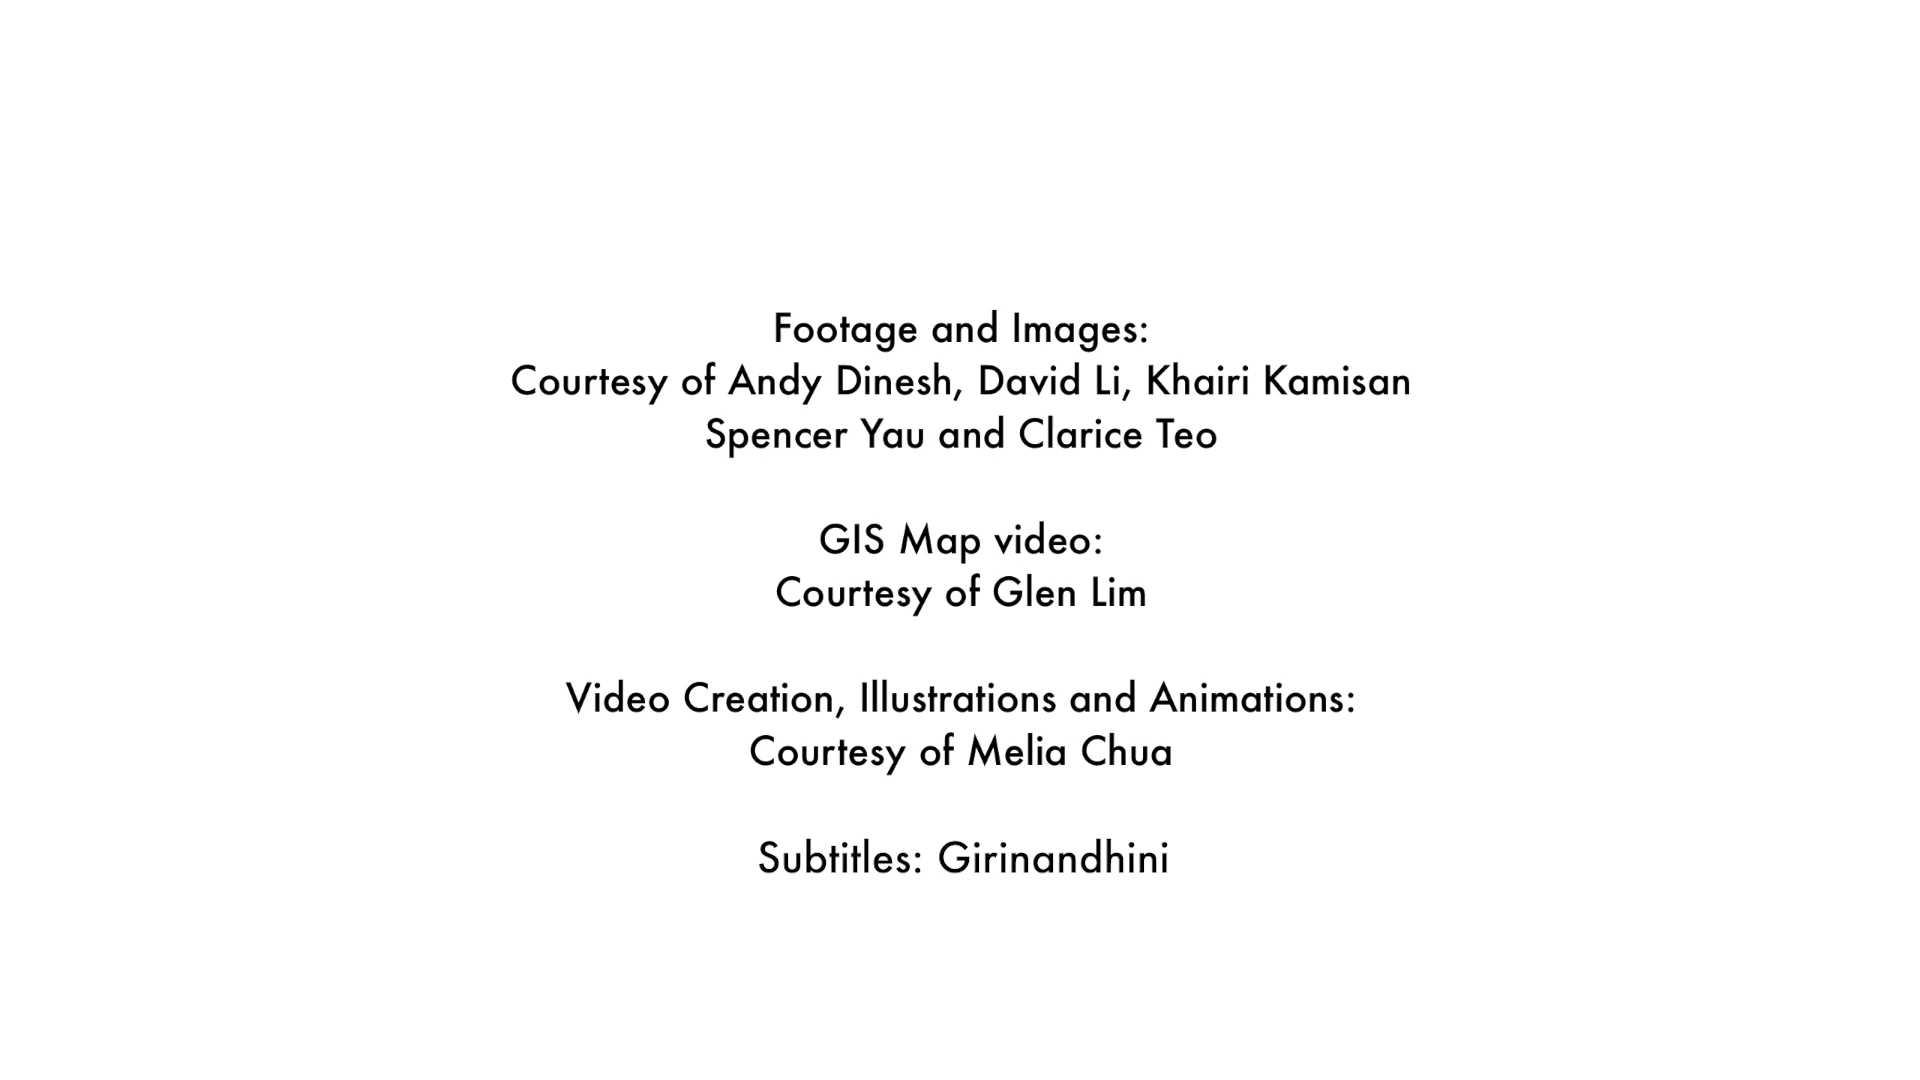 Footage and Images:
Courtesy of Andy Dinesh, David Li, Khairi Kamisan
Spencer Yau and Clarice Teo
GIS Map video:
Courtesy of Glen Lim
Video Creation, Illustrations and Animations:
Courtesy of Melia Chua
Subtitles: Girinandhini